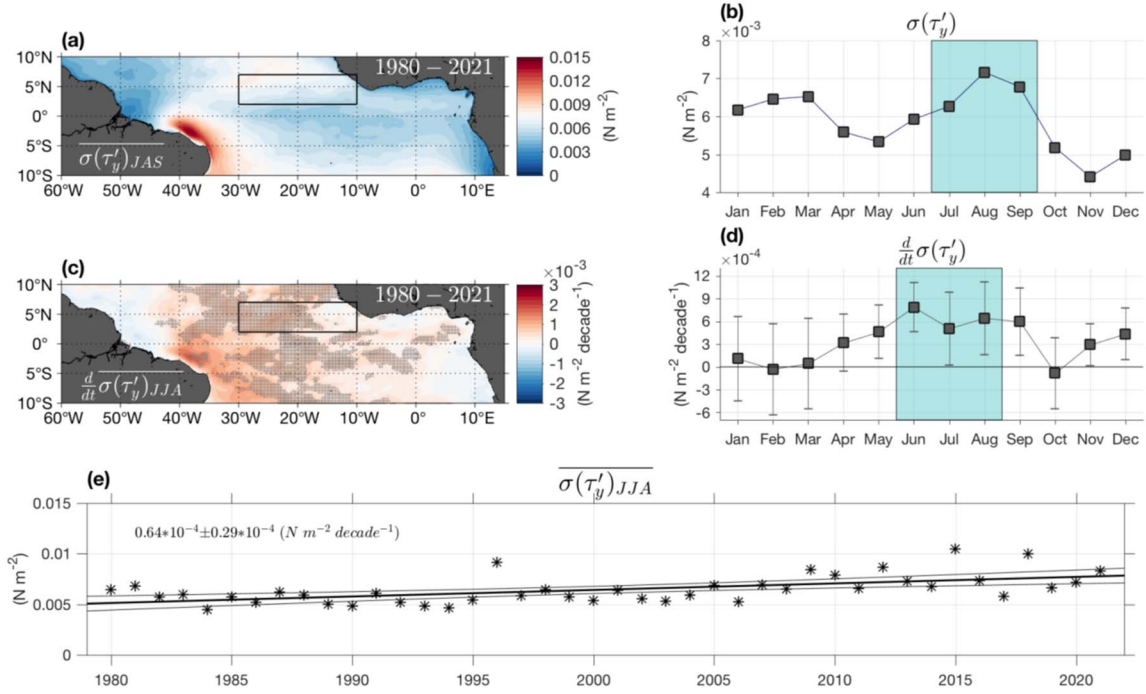 (a)
1980 − 2021
10°N
5°N
0°
5°S
10°S
60°W 50°W 40°W 30°W 20°W 10°W 0° 10°E
σ(τ′y)JAS
0.015
0.012
0.009
0.006
0.003
0
(N m⁻²)
(b)
σ(τ′y)
×10⁻³
8
7
6
5
4
(N m⁻²)
Jan Feb Mar Apr May Jun Jul Aug Sep Oct Nov Dec
(c)
1980 − 2021
10°N
5°N
0°
5°S
10°S
60°W 50°W 40°W 30°W 20°W 10°W 0° 10°E
d/dt σ(τ′y)JJA
×10⁻³
3
2
1
0
-1
-2
-3
(N m⁻² decade⁻¹)
(d)
d/dt σ(τ′y)
×10⁻⁴
12
9
6
3
0
-3
-6
(N m⁻² decade⁻¹)
Jan Feb Mar Apr May Jun Jul Aug Sep Oct Nov Dec
(e)
σ(τ′y)JJA
0.64*10⁻⁴±0.29*10⁻⁴ (N m⁻² decade⁻¹)
0.015
0.01
0.005
0
(N m⁻²)
1980 1985 1990 1995 2000 2005 2010 2015 2020